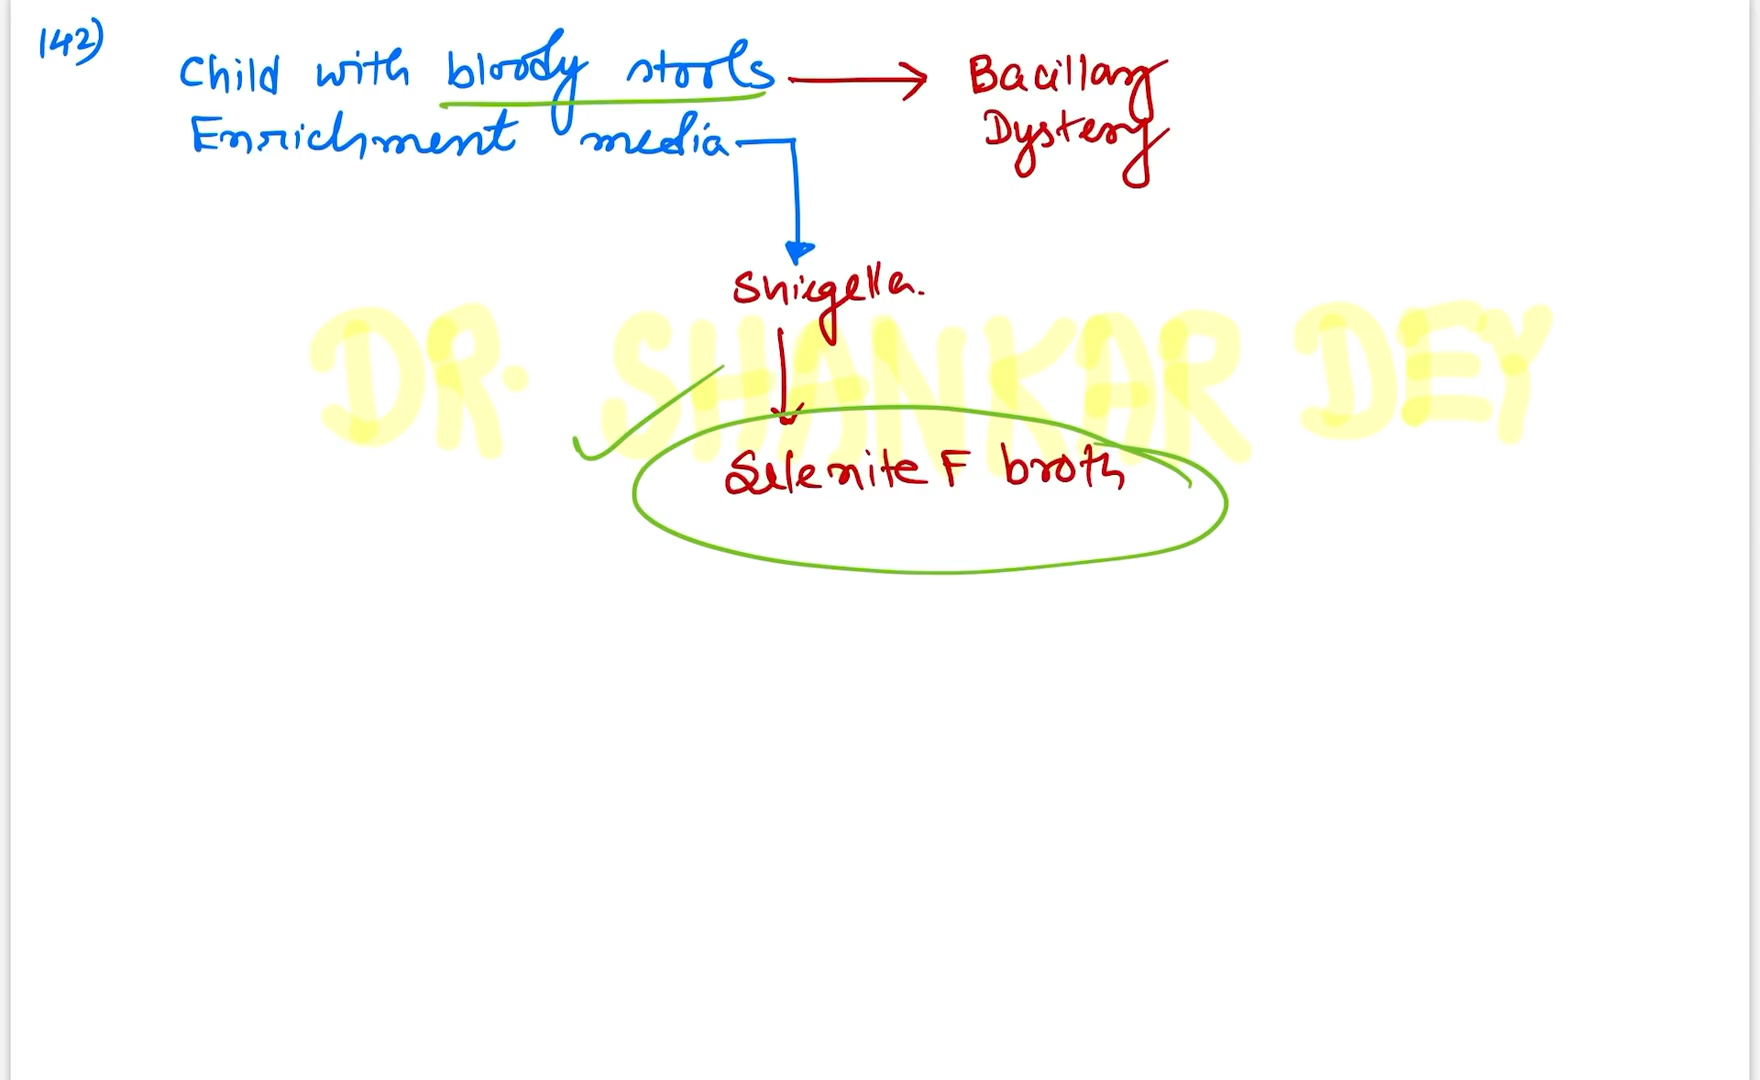 142)
Child with bloody stools → Bacillary
Dystery
Enrichment media
Shigella.
DR. SHANKAR DEY
Selenite F broth